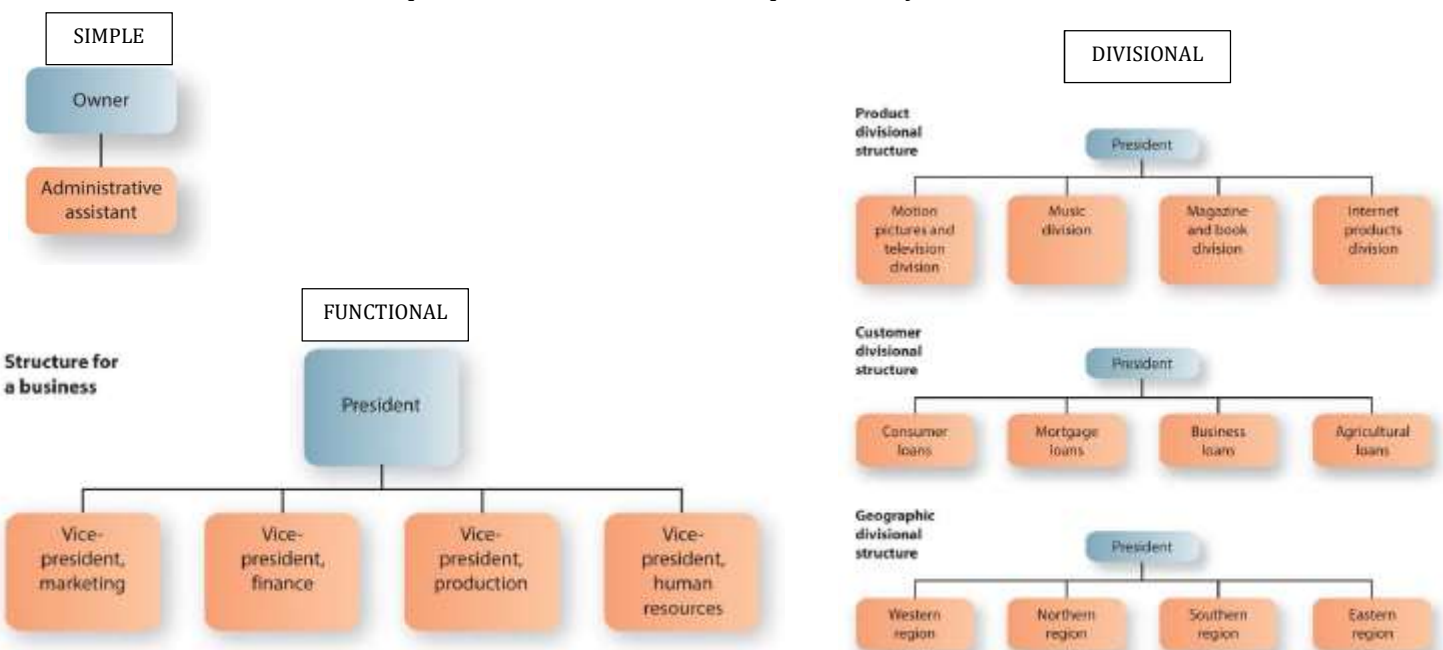 SIMPLE
Owner
Administrative
assistant
FUNCTIONAL
Structure for
a business
President
Vice-
president,
marketing
Vice-
president,
finance
Vice-
president,
production
Vice-
president,
human
resources
DIVISIONAL
Product
divisional
structure
President
Motion
pictures and
television
division
Music
division
Magazine
and book
division
Internet
products
division
Customer
divisional
structure
President
Consumer
loans
Mortgage
loans
Business
loans
Agricultural
loans
Geographic
divisional
structure
President
Western
region
Northern
region
Southern
region
Eastern
region